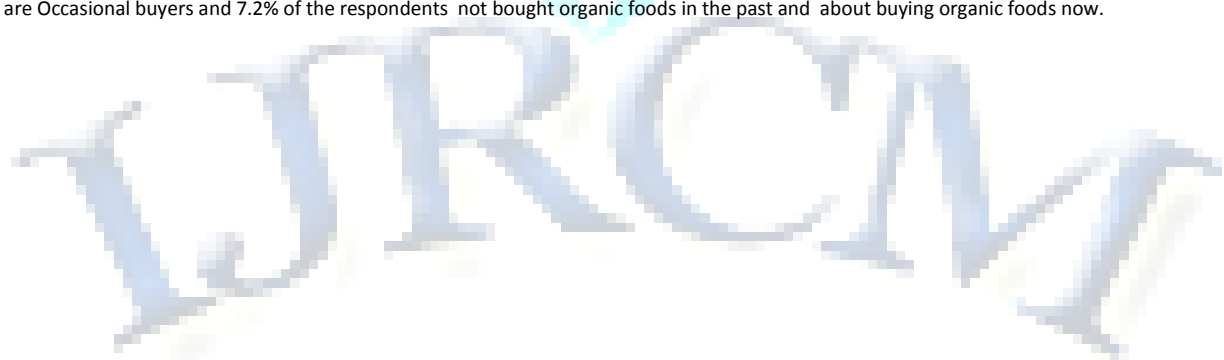 are Occasional buyers and 7.2% of the respondents not bought organic foods in the past and about buying organic foods now.
IJRCM